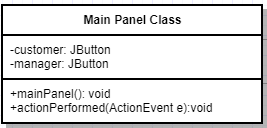 Main Panel Class
-customer: JButton
-manager: JButton
+mainPanel(): void
+actionPerformed(ActionEvent e):void